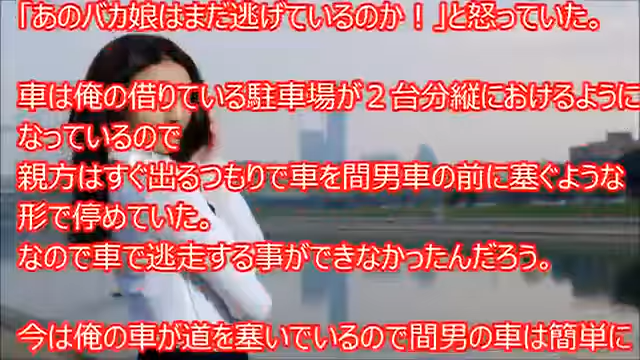 「あのバカ娘はまだ逃げているのか！」と怒っていた。
車は俺の借りている駐車場が２台分縦におけるように
なっているので
親方はすぐ出るつもりで車を間男車の前に塞ぐような
形で停めていた。
なので車で逃走する事ができなかったんだろう。
今は俺の車が道を塞いでいるので間男の車は簡単に